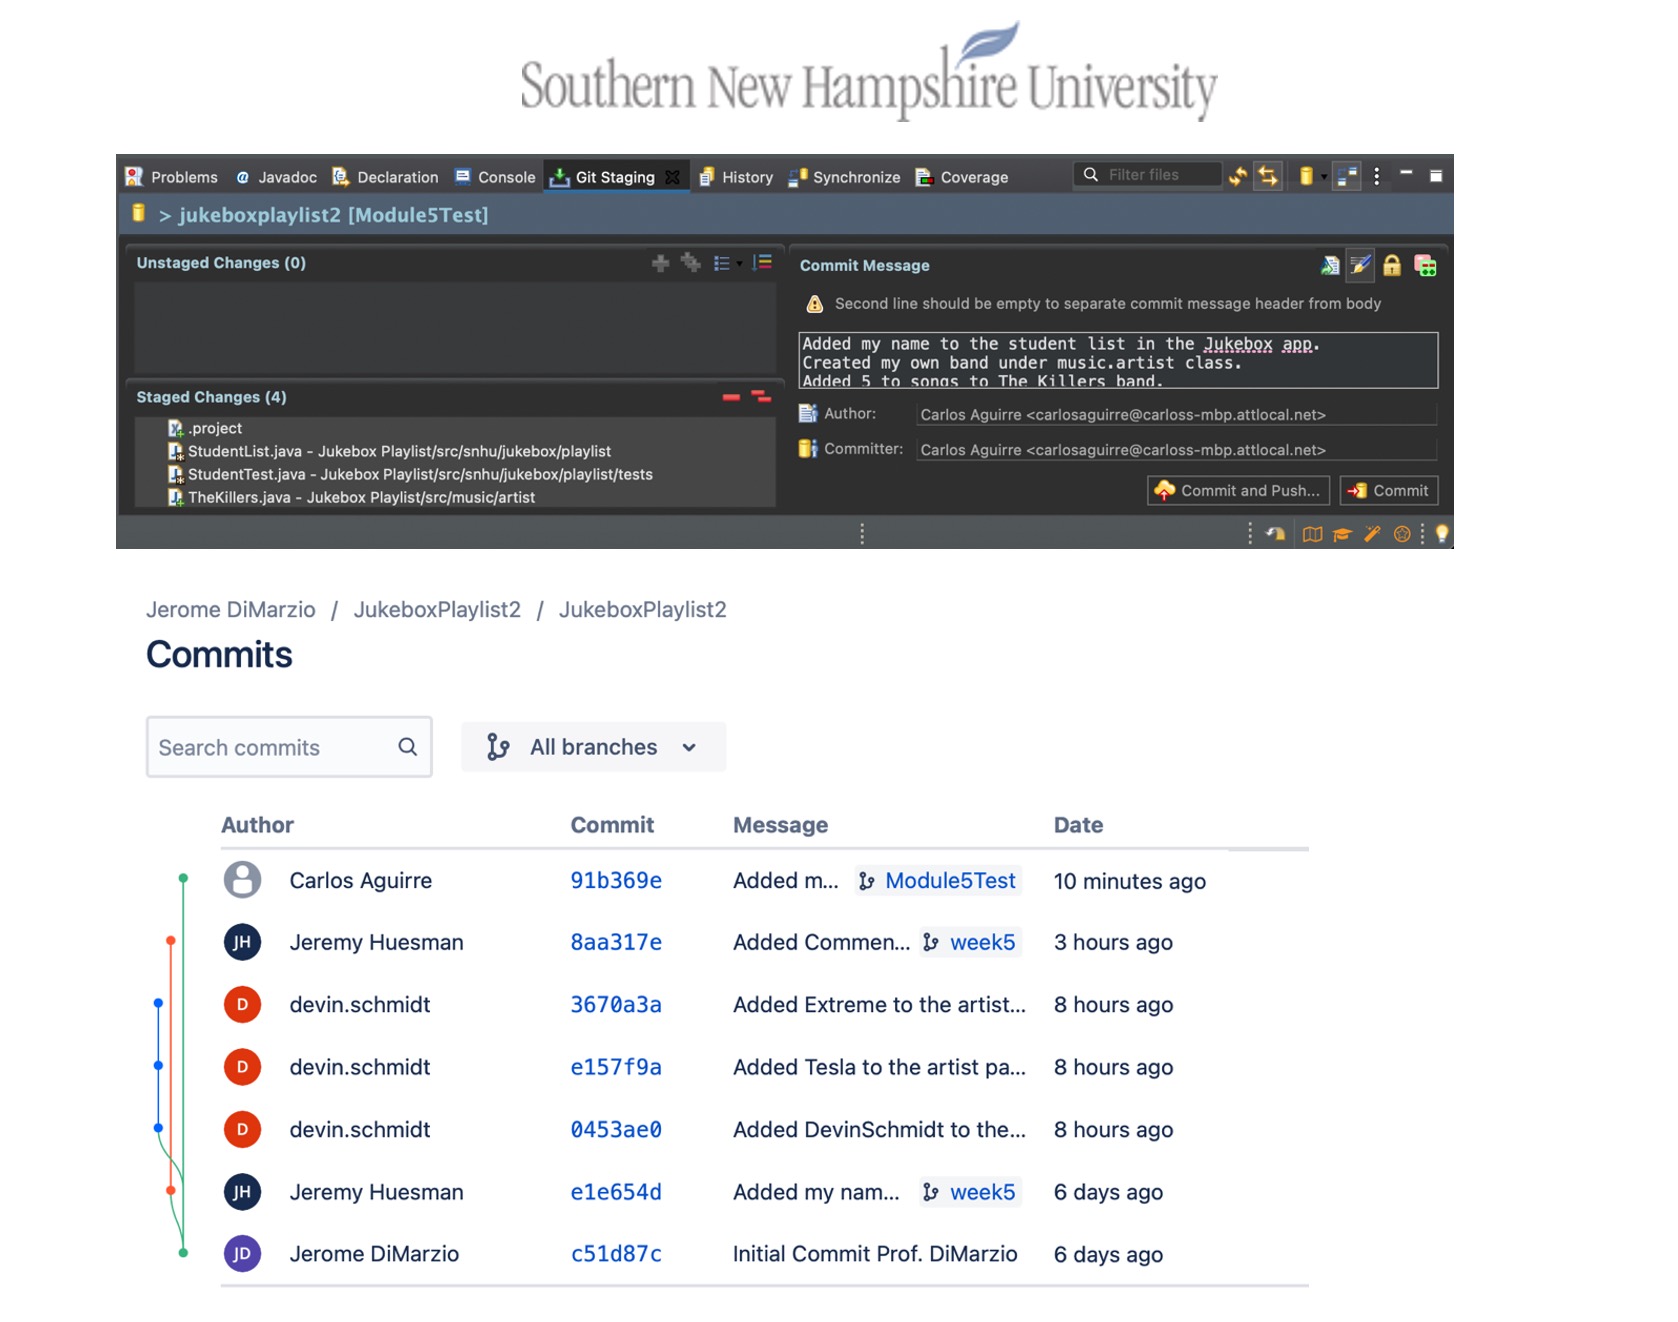 Southern New Hampshire University
Problems @ Javadoc Declaration Console Git Staging History Synchronize Coverage Filter files
> jukeboxplaylist2 [Module5Test]
Unstaged Changes (0)
Commit Message
Second line should be empty to separate commit message header from body
Added my name to the student list in the Jukebox app.
Created my own band under music.artist class.
Added 5 to songs to The Killers band.
Staged Changes (4)
.project
StudentList.java - Jukebox Playlist/src/snhu/jukebox/playlist
StudentTest.java - Jukebox Playlist/src/snhu/jukebox/playlist/tests
TheKillers.java - Jukebox Playlist/src/music/artist
Author: Carlos Aguirre <carlosaguirre@carloss-mbp.attlocal.net>
Committer: Carlos Aguirre <carlosaguirre@carloss-mbp.attlocal.net>
Commit and Push... Commit
Jerome DiMarzio / JukeboxPlaylist2 / JukeboxPlaylist2
Commits
Search commits All branches
Author Commit Message Date
Carlos Aguirre 91b369e Added m... Module5Test 10 minutes ago
JH Jeremy Huesman 8aa317e Added Commen... week5 3 hours ago
D devin.schmidt 3670a3a Added Extreme to the artist... 8 hours ago
D devin.schmidt e157f9a Added Tesla to the artist pa... 8 hours ago
D devin.schmidt 0453ae0 Added DevinSchmidt to the... 8 hours ago
JH Jeremy Huesman e1e654d Added my nam... week5 6 days ago
JD Jerome DiMarzio c51d87c Initial Commit Prof. DiMarzio 6 days ago